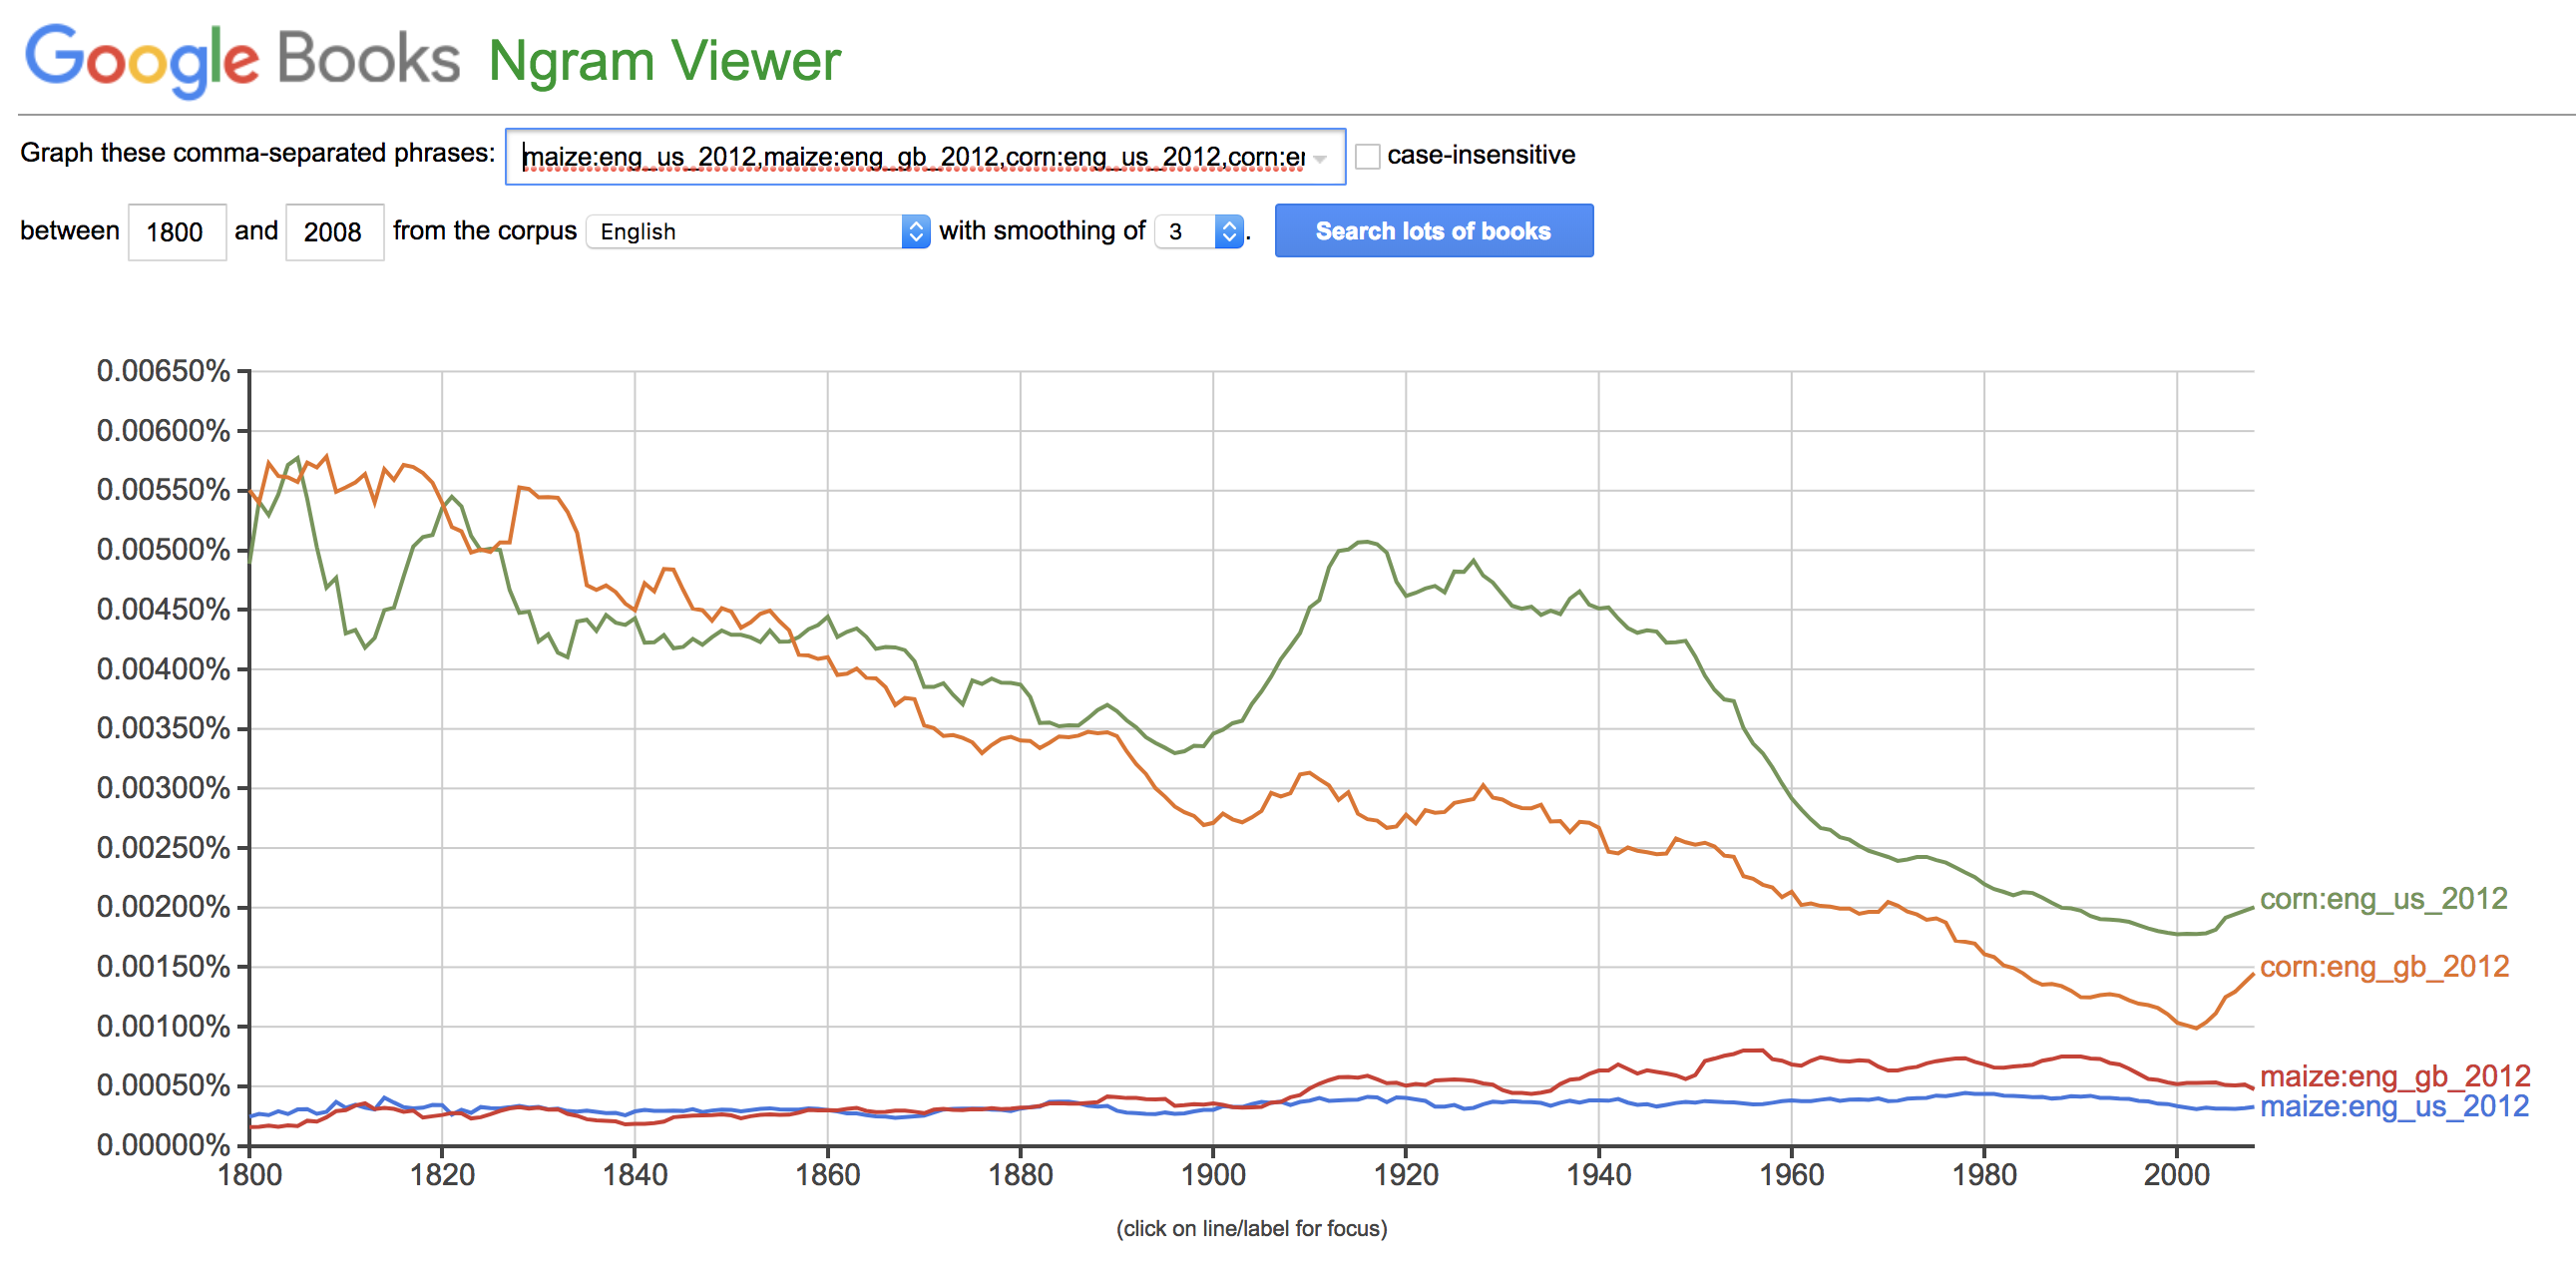 Google Books Ngram Viewer
Graph these comma-separated phrases: maize:eng_us_2012,maize:eng_gb_2012,corn:eng_us_2012,corn:er case-insensitive
between 1800 and 2008 from the corpus English with smoothing of 3 . Search lots of books
0.00650%
0.00600%
0.00550%
0.00500%
0.00450%
0.00400%
0.00350%
0.00300%
0.00250%
0.00200%
corn:eng_us_2012
0.00150%
corn:eng_gb_2012
0.00100%
0.00050%
maize:eng_gb_2012
maize:eng_us_2012
0.00000%
1800 1820 1840 1860 1880 1900 1920 1940 1960 1980 2000
(click on line/label for focus)